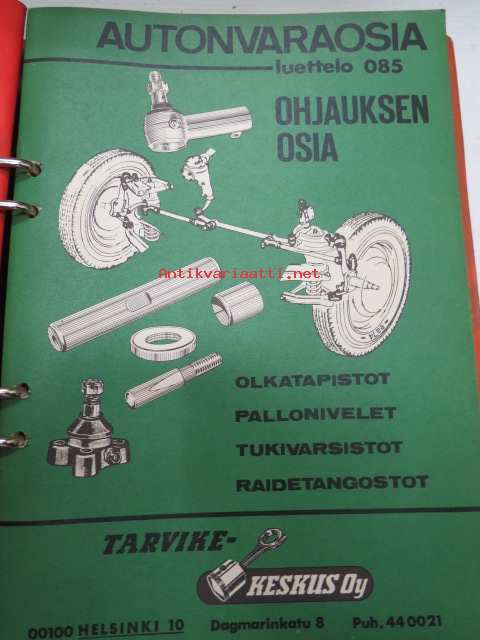 AUTONVARAOSIA
luettelo 085
OHJAUKSEN
OSIA
Antikvariaatti.net
OLKATAPISTOT
PALLONIVELET
TUKIVARSISTOT
RAIDETANGOSTOT
TARVIKE-
KESKUS Oy
00100 HELSINKI 10 Dagmarinkatu 8 Puh. 44 0021